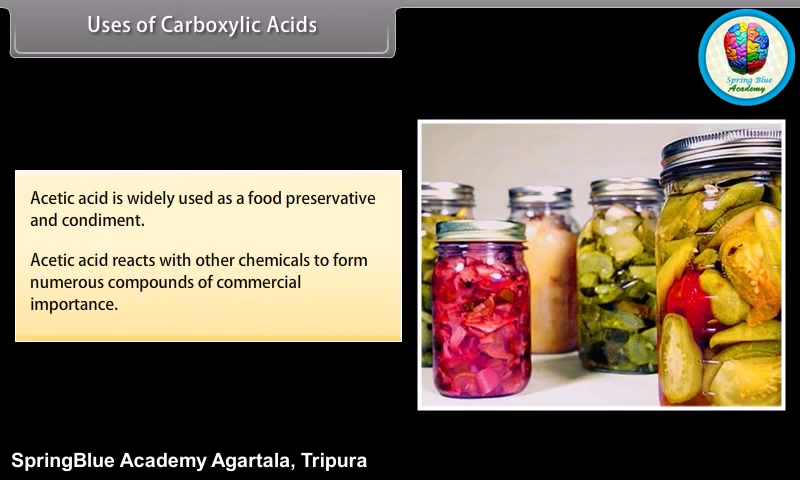 Uses of Carboxylic Acids
Spring Blue
Academy
Acetic acid is widely used as a food preservative
and condiment.
Acetic acid reacts with other chemicals to form
numerous compounds of commercial
importance.
SpringBlue Academy Agartala, Tripura